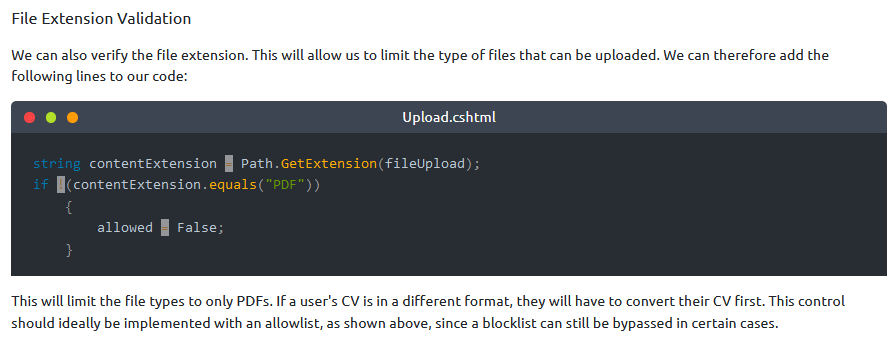 File Extension Validation
We can also verify the file extension. This will allow us to limit the type of files that can be uploaded. We can therefore add the
following lines to our code:
Upload.cshtml
string contentExtension = Path.GetExtension(fileUpload);
if !(contentExtension.equals("PDF"))
{
allowed = False;
}
This will limit the file types to only PDFs. If a user's CV is in a different format, they will have to convert their CV first. This control
should ideally be implemented with an allowlist, as shown above, since a blocklist can still be bypassed in certain cases.